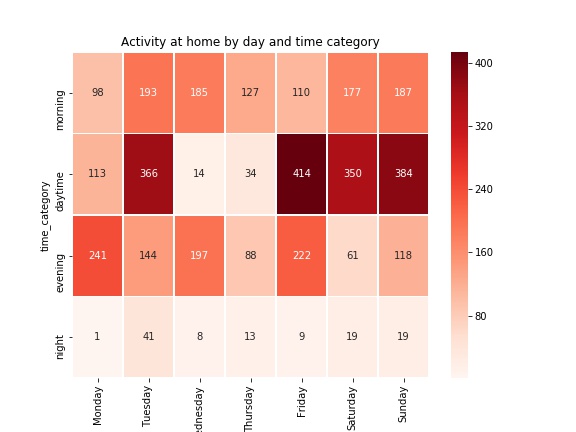 Activity at home by day and time category
time_category
morning 98 193 185 127 110 177 187
daytime 113 366 14 34 414 350 384
evening 241 144 197 88 222 61 118
night 1 41 8 13 9 19 19
Monday Tuesday ednesday Thursday Friday Saturday Sunday
400
320
240
160
80